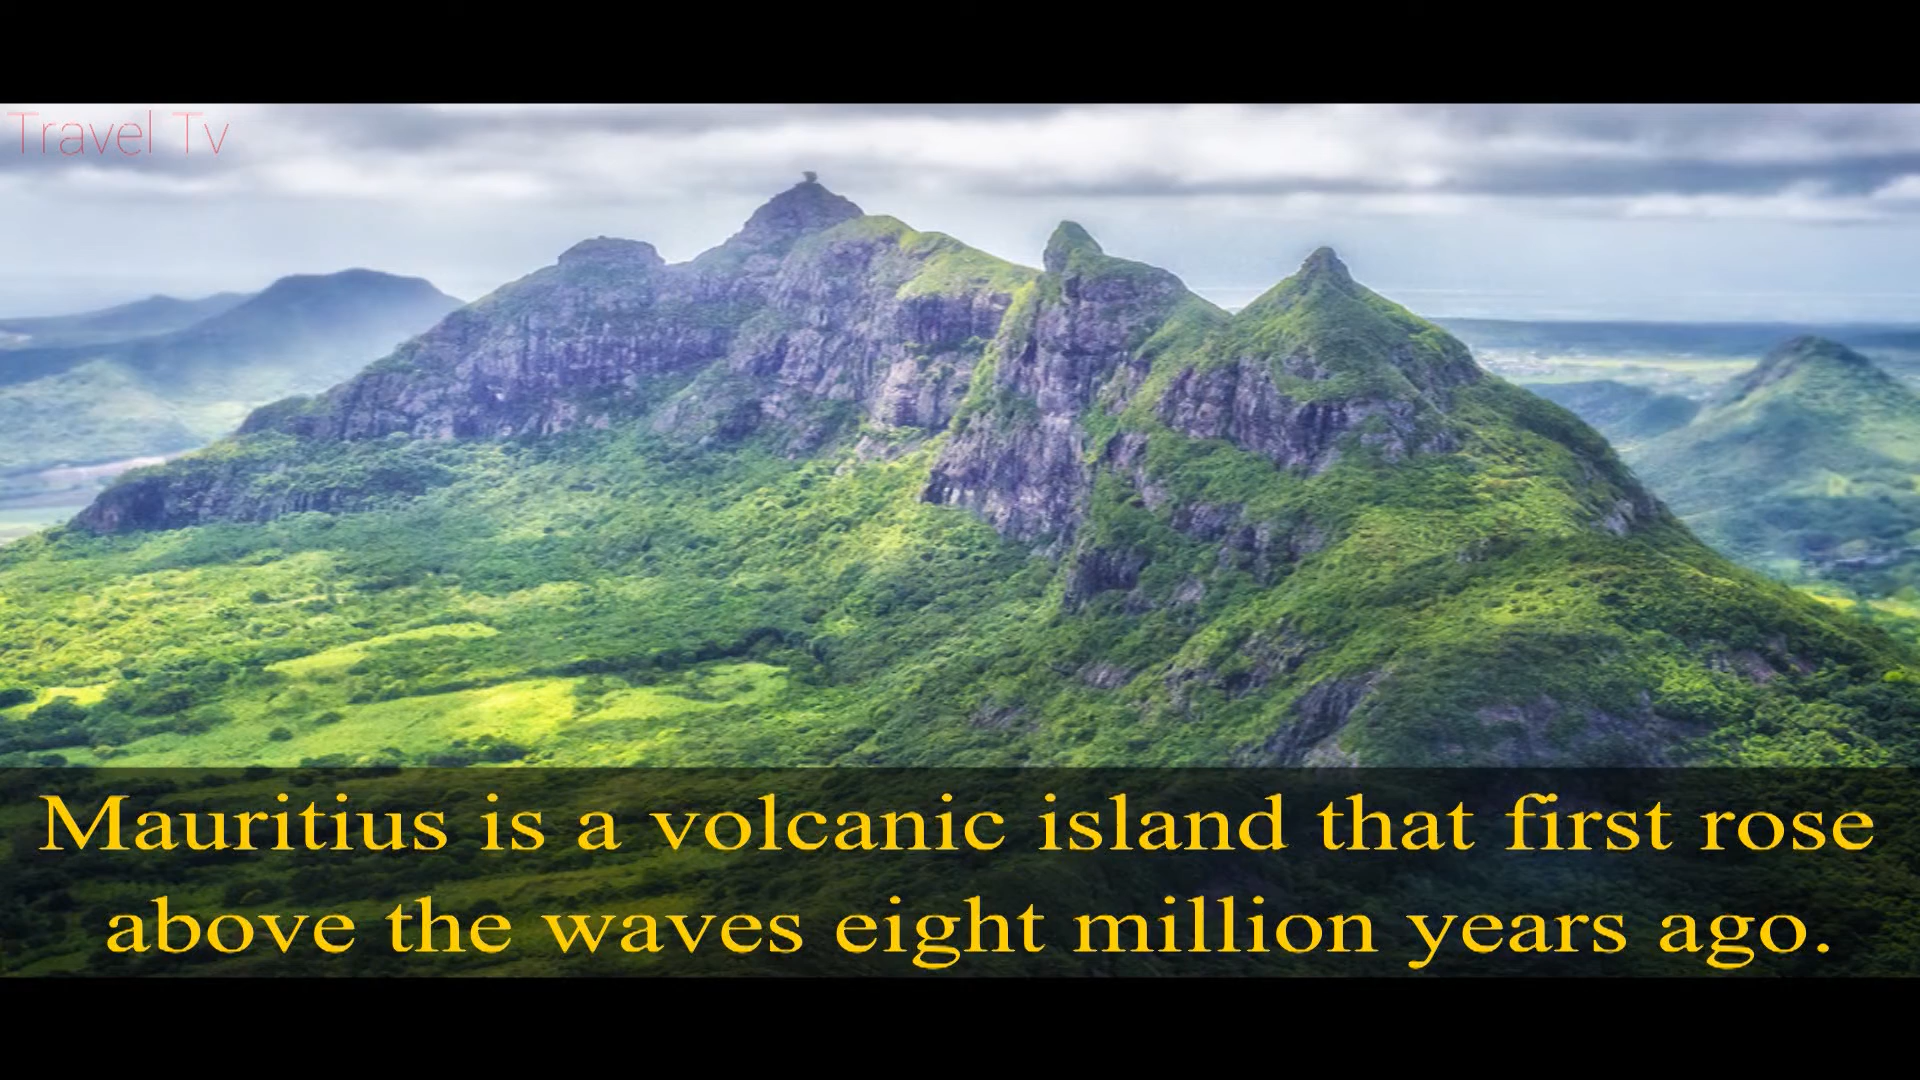 Travel Tv
Mauritius is a volcanic island that first rose
above the waves eight million years ago.